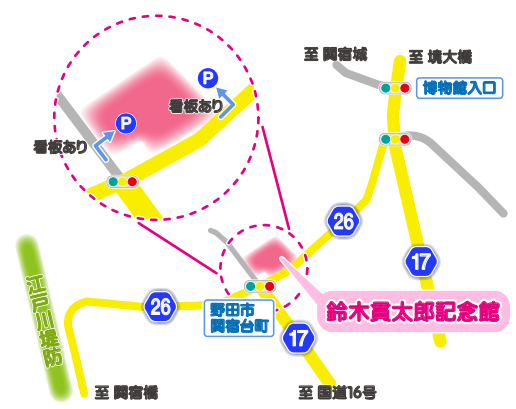 至 関宿城
至 境大橋
博物館入口
P
看板あり
P
看板あり
26
17
江戸川堤防
鈴木貫太郎記念館
26
野田市
関宿台町
17
至 関宿橋
至 国道16号